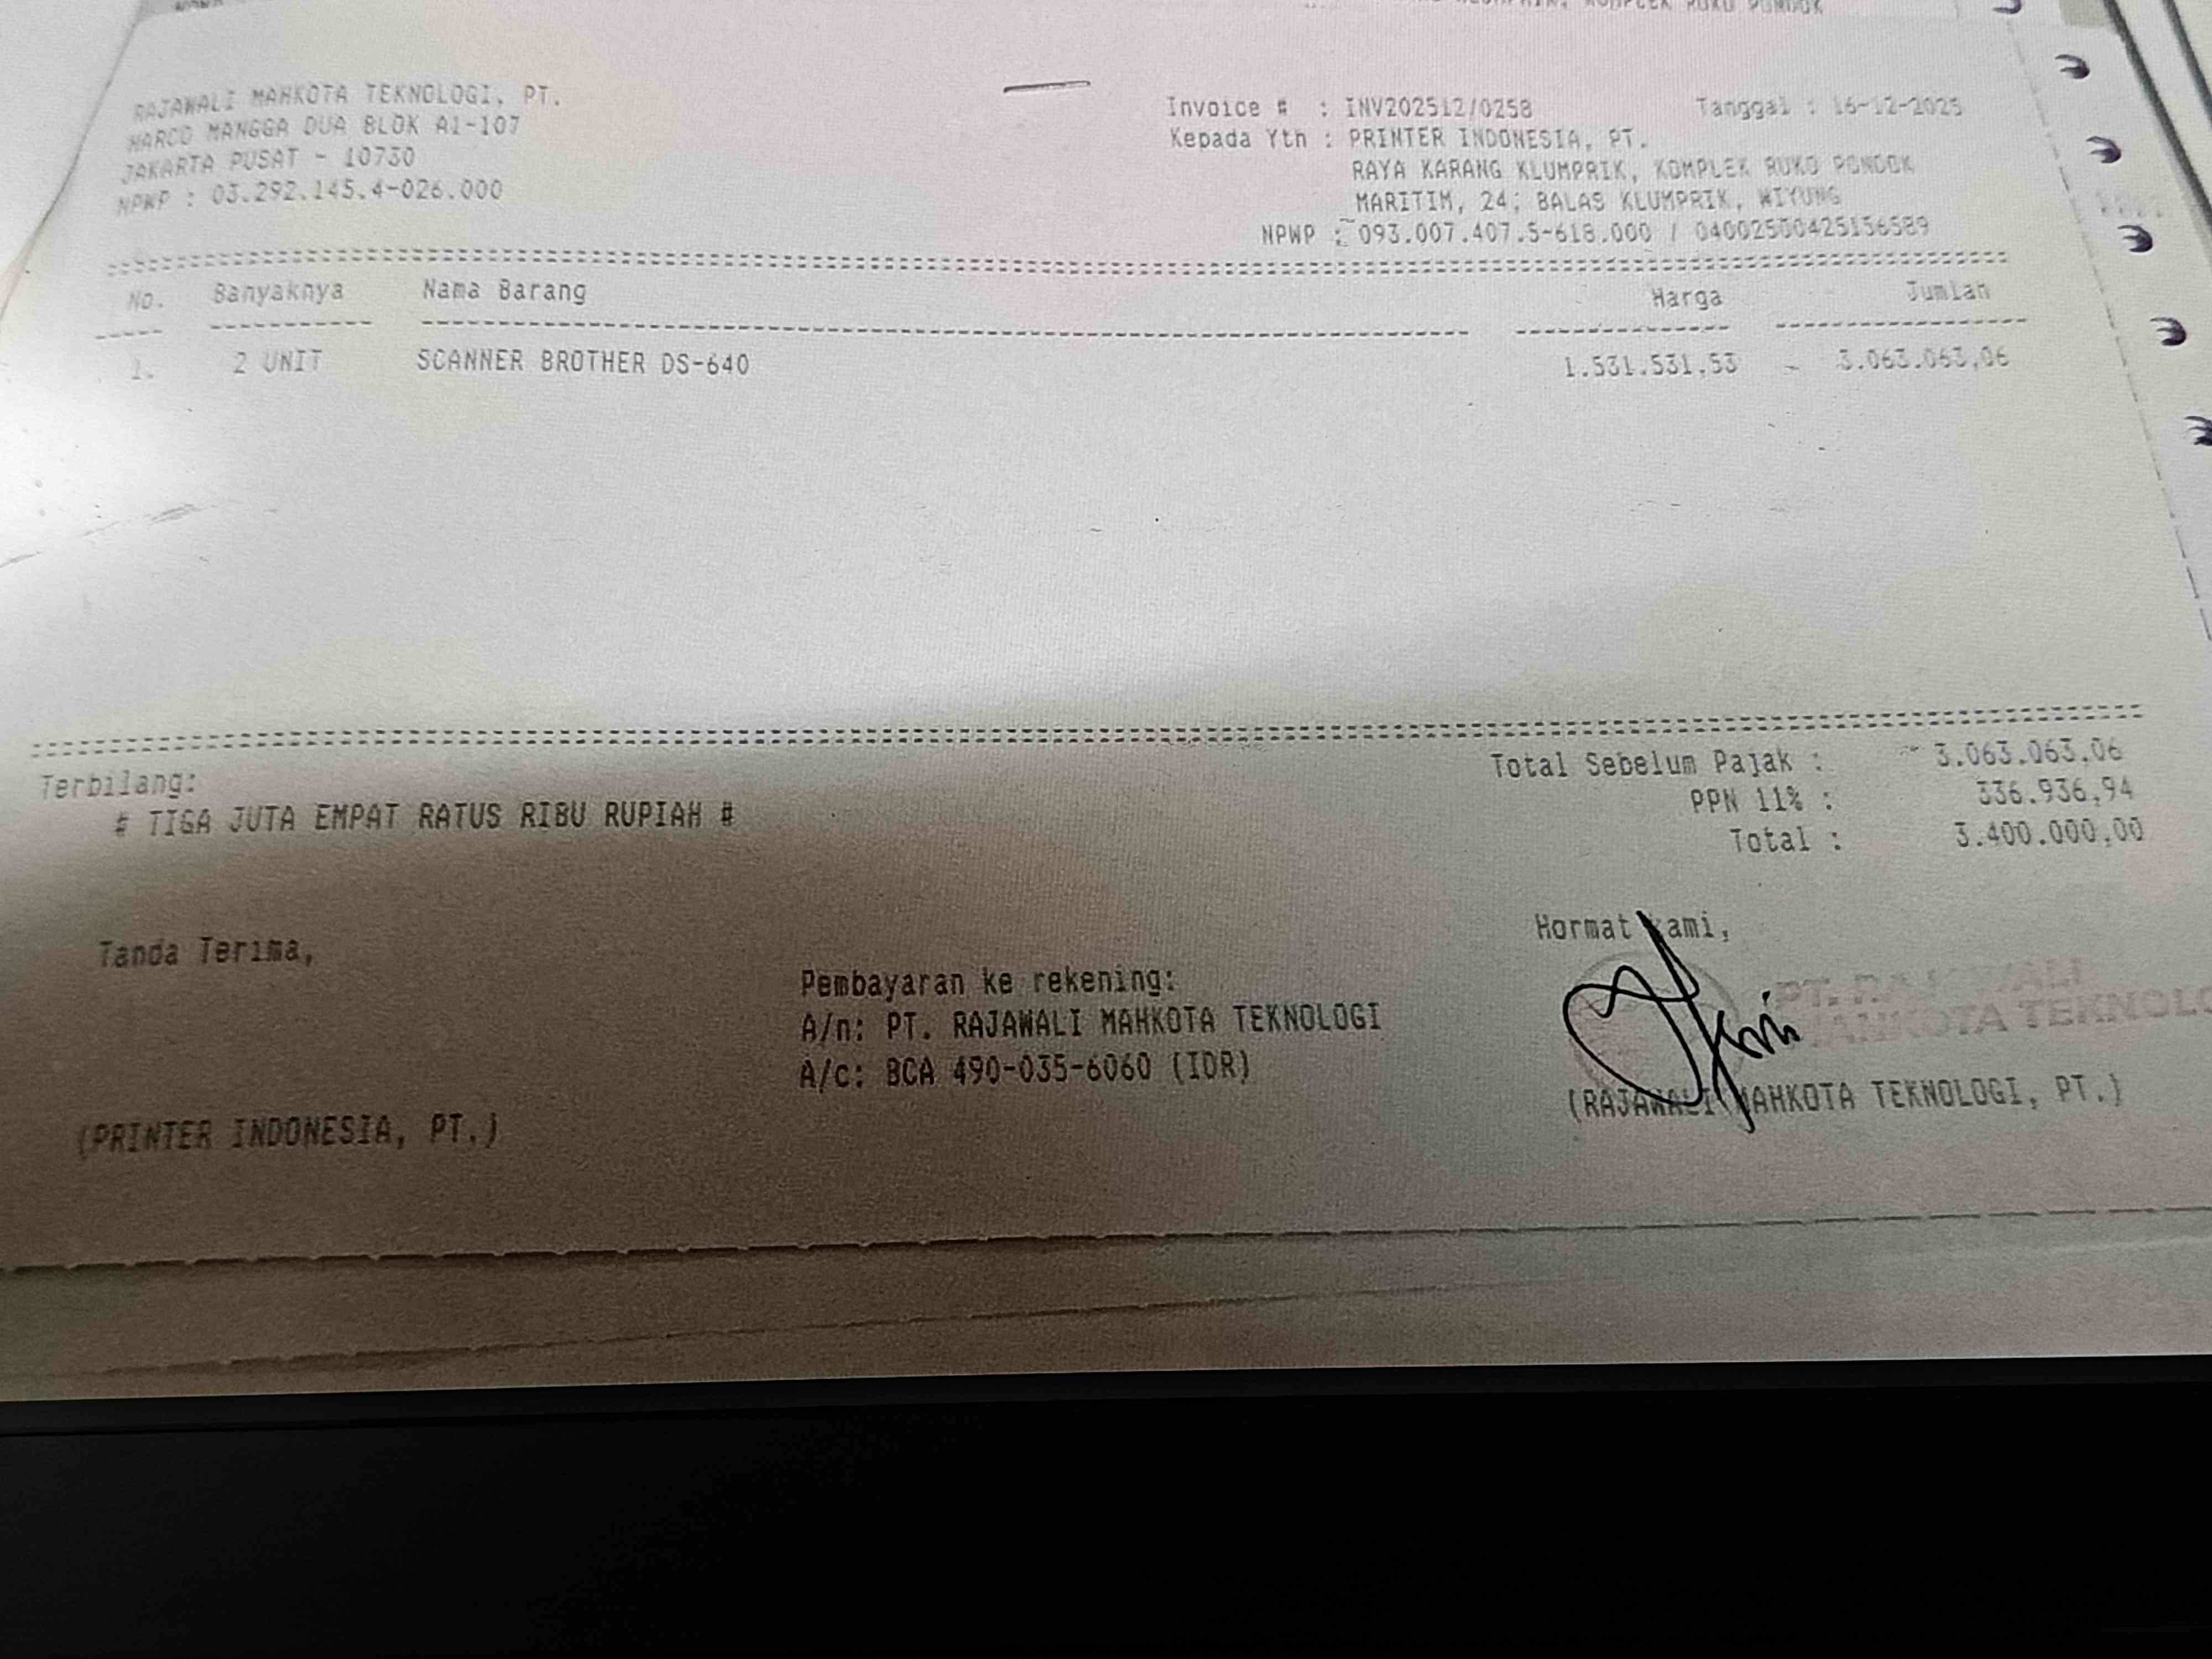 RAJAWALI MAHKOTA TEKNOLOGI, PT.
HARCO MANGGA DUA BLOK A1-107
JAKARTA PUSAT - 10730
NPWP : 03.292.145.4-026.000
Invoice # : INV202512/0258 Tanggal : 16-12-2025
Kepada Yth : PRINTER INDONESIA, PT.
RAYA KARANG KLUMPRIK, KOMPLEK RUKO PONDOK
MARITIM, 24; BALAS KLUMPRIK, WIYUNG
NPWP : 093.007.407.5-618.000 / 04002500425156589
No. Banyaknya Nama Barang Harga Jumlah
1. 2 UNIT SCANNER BROTHER DS-640 1.531.531,53 3.063.063,06
Terbilang:
# TIGA JUTA EMPAT RATUS RIBU RUPIAH #
Total Sebelum Pajak : 3.063.063,06
PPN 11% : 336.936,94
Total : 3.400.000,00
Tanda Terima,
(PRINTER INDONESIA, PT.)
Pembayaran ke rekening:
A/n: PT. RAJAWALI MAHKOTA TEKNOLOGI
A/c: BCA 490-035-6060 (IDR)
Hormat kami,
PT. RAJAWALI
MAHKOTA TEKNOLO
(RAJAWALI MAHKOTA TEKNOLOGI, PT.)